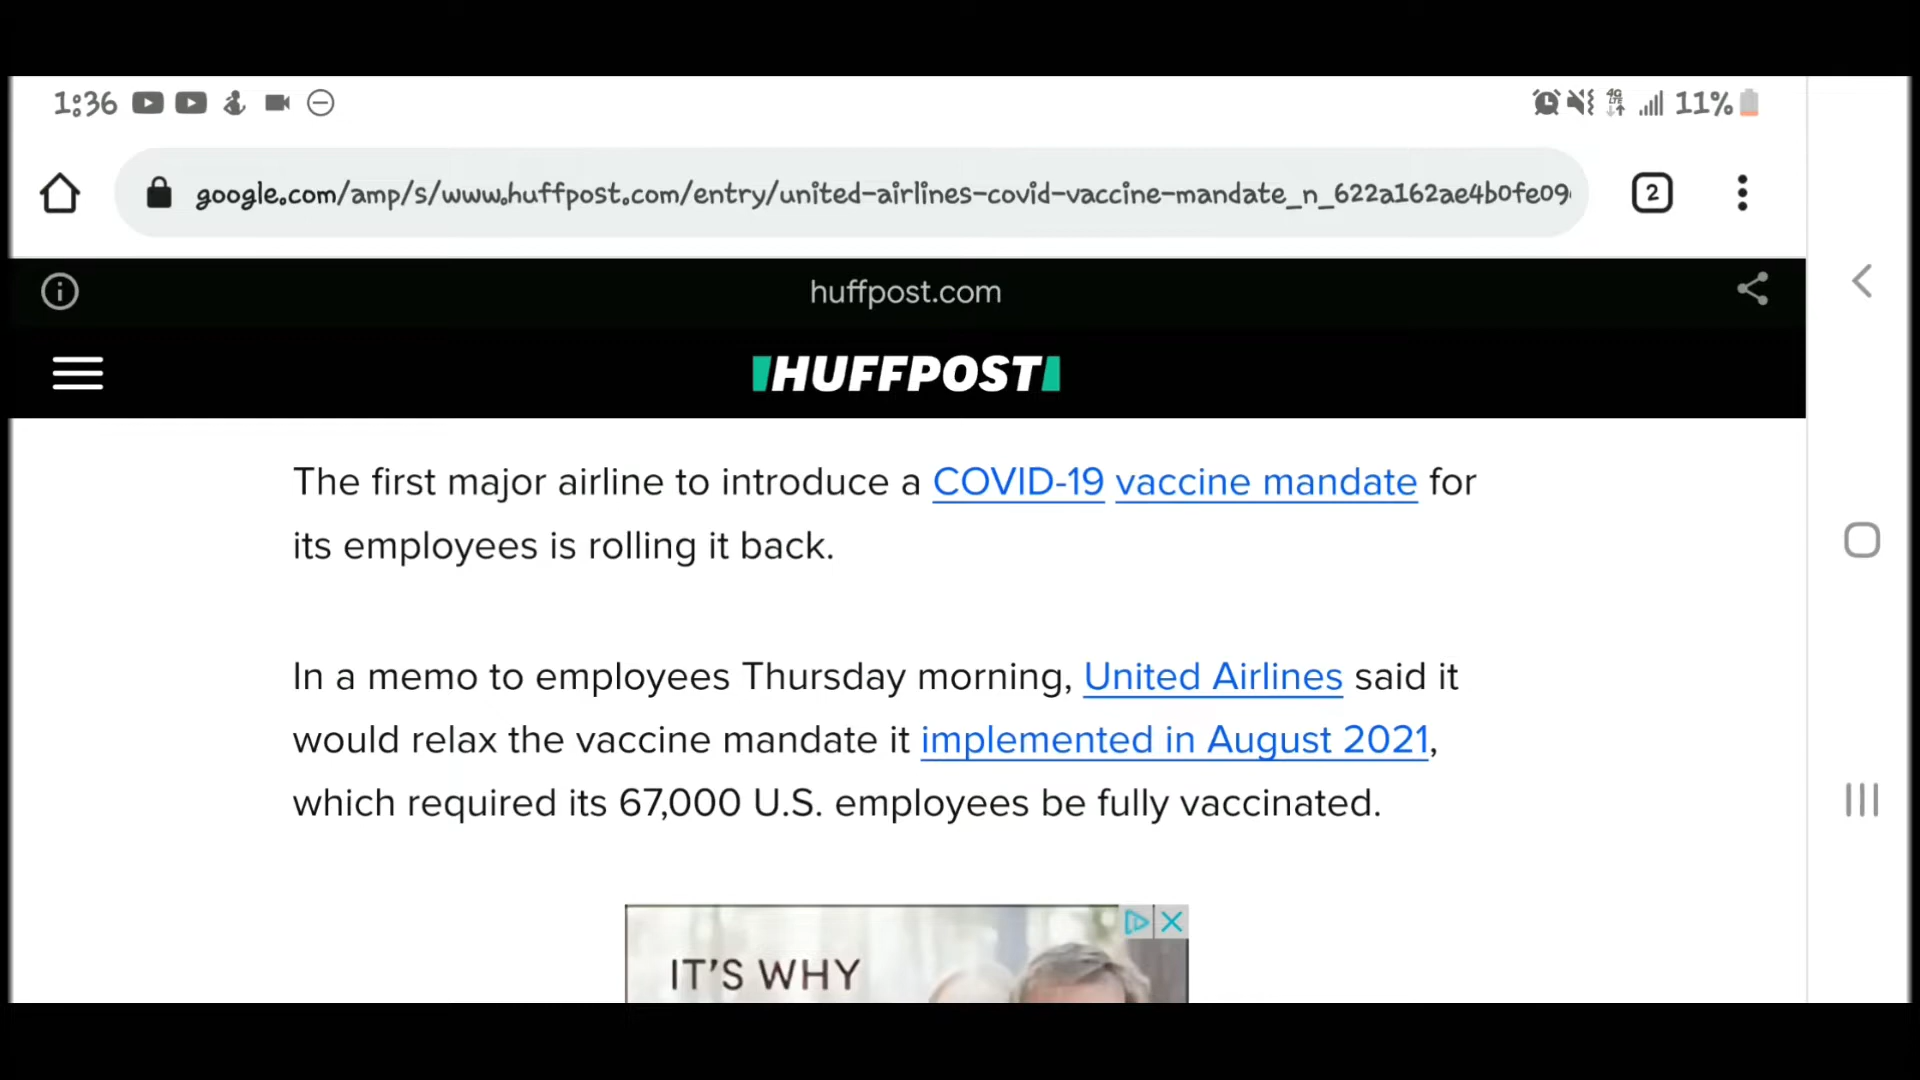 1:36
4G LTE 11%
google.com/amp/s/www.huffpost.com/entry/united-airlines-covid-vaccine-mandate_n_622a162ae4b0fe09
2
huffpost.com
HUFFPOST
The first major airline to introduce a COVID-19 vaccine mandate for
its employees is rolling it back.
In a memo to employees Thursday morning, United Airlines said it
would relax the vaccine mandate it implemented in August 2021,
which required its 67,000 U.S. employees be fully vaccinated.
IT'S WHY